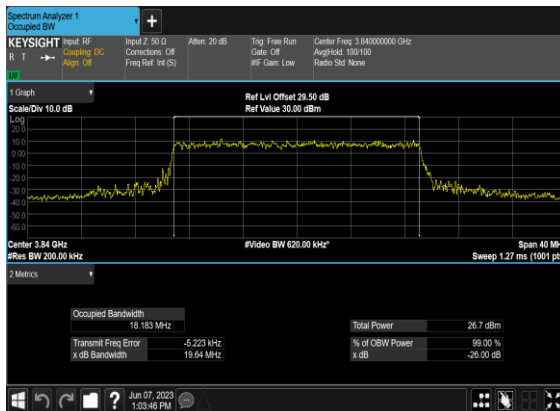 Spectrum Analyzer 1
Occupied BW
KEYSIGHT Input: RF Input Z: 50 Ω Atten: 20 dB Trig: Free Run Center Freq: 3.840000000 GHz
R T Coupling: DC Corrections: Off Gate: Off Avg|Hold: 100/100
Align: Off Freq Ref: Int (S) #IF Gain: Low Radio Std: None
1 Graph
Ref Lvl Offset 29.50 dB
Scale/Div 10.0 dB Ref Value 30.00 dBm
Log
20.0
10.0
0.00
-10.0
-20.0
-30.0
-40.0
-50.0
-60.0
Center 3.84 GHz #Video BW 620.00 kHz* Span 40 MH
#Res BW 200.00 kHz Sweep 1.27 ms (1001 pts
2 Metrics
Occupied Bandwidth
18.183 MHz Total Power 26.7 dBm
Transmit Freq Error -5.223 kHz % of OBW Power 99.00 %
x dB Bandwidth 19.64 MHz x dB -26.00 dB
Jun 07, 2023
1:03:46 PM